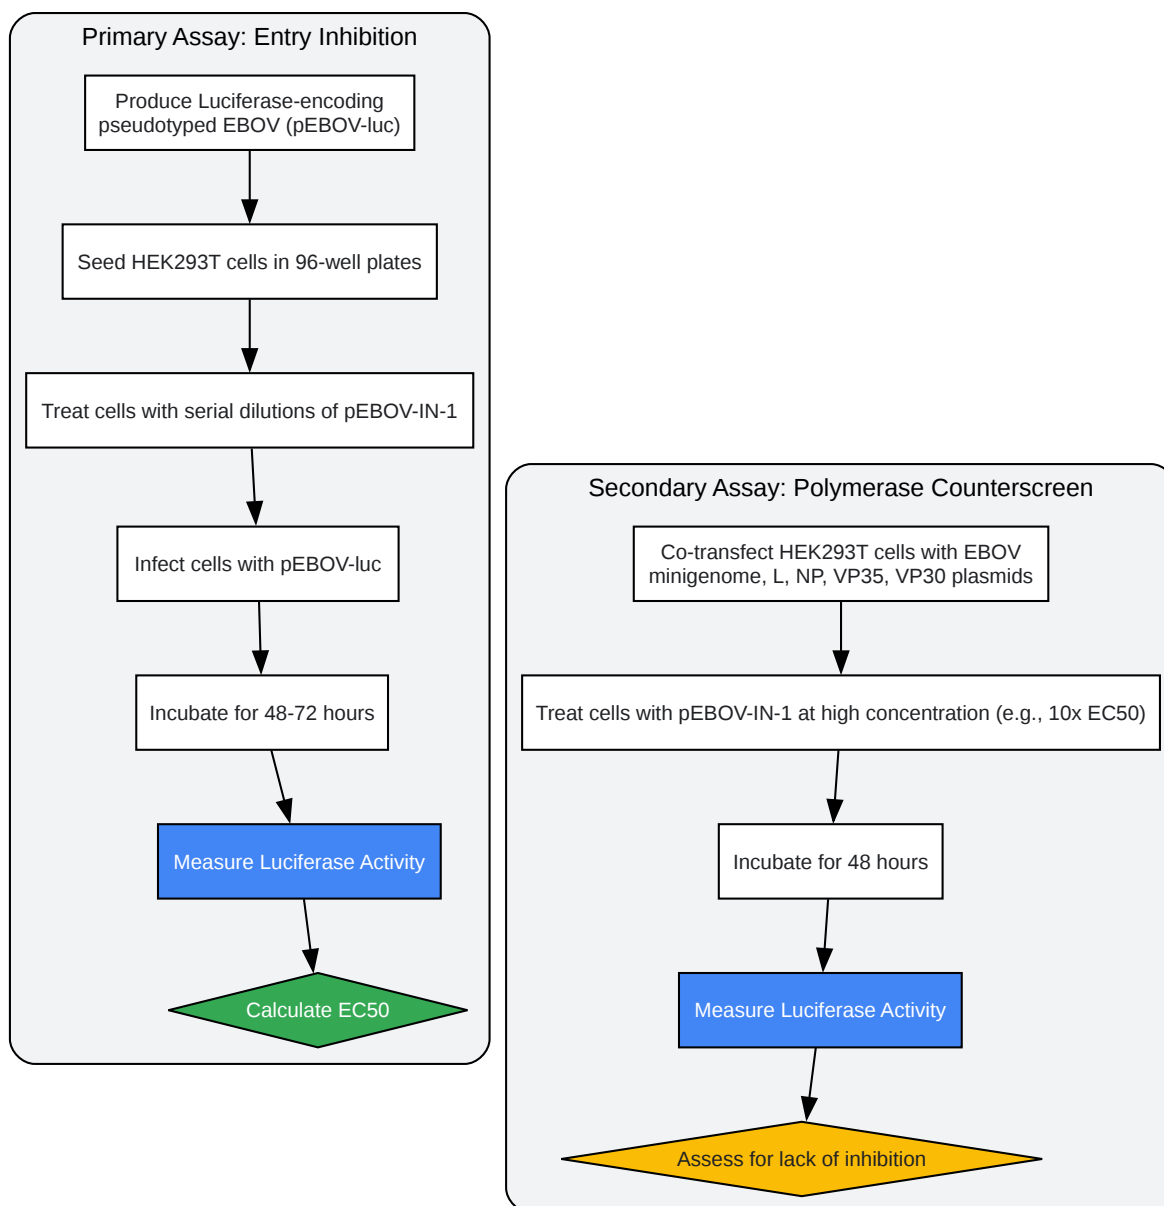 Primary Assay: Entry Inhibition
Produce Luciferase-encoding
pseudotyped EBOV (pEBOV-luc)
Seed HEK293T cells in 96-well plates
Treat cells with serial dilutions of pEBOV-IN-1
Infect cells with pEBOV-luc
Incubate for 48-72 hours
Measure Luciferase Activity
Calculate EC50
Secondary Assay: Polymerase Counterscreen
Co-transfect HEK293T cells with EBOV
minigenome, L, NP, VP35, VP30 plasmids
Treat cells with pEBOV-IN-1 at high concentration (e.g., 10x EC50)
Incubate for 48 hours
Measure Luciferase Activity
Assess for lack of inhibition